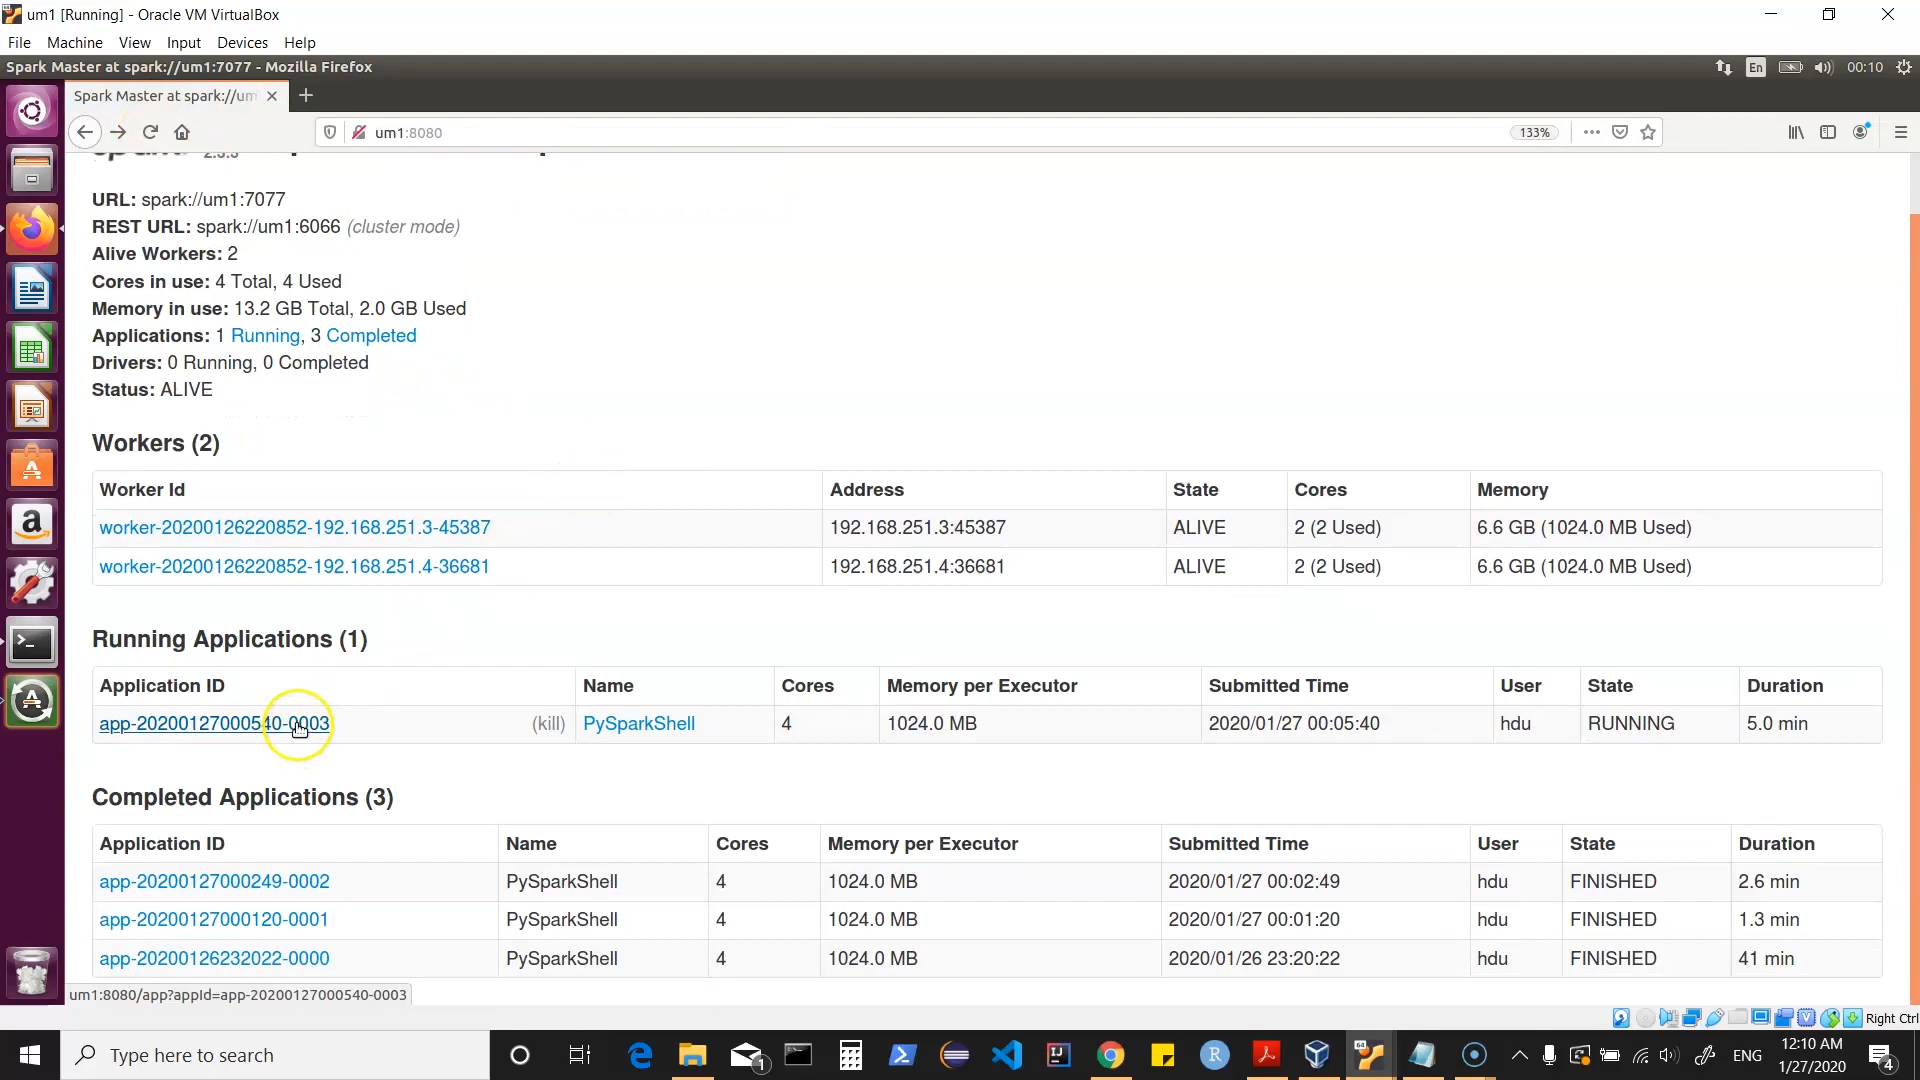 um1 [Running] - Oracle VM VirtualBox
File Machine View Input Devices Help
Spark Master at spark://um1:7077 - Mozilla Firefox
En 00:10
Spark Master at spark://um
um1:8080 133%
2.3.3
URL: spark://um1:7077
REST URL: spark://um1:6066 (cluster mode)
Alive Workers: 2
Cores in use: 4 Total, 4 Used
Memory in use: 13.2 GB Total, 2.0 GB Used
Applications: 1 Running, 3 Completed
Drivers: 0 Running, 0 Completed
Status: ALIVE
Workers (2)
Worker Id Address State Cores Memory
worker-20200126220852-192.168.251.3-45387 192.168.251.3:45387 ALIVE 2 (2 Used) 6.6 GB (1024.0 MB Used)
worker-20200126220852-192.168.251.4-36681 192.168.251.4:36681 ALIVE 2 (2 Used) 6.6 GB (1024.0 MB Used)
Running Applications (1)
Application ID Name Cores Memory per Executor Submitted Time User State Duration
app-20200127000540-0003 (kill) PySparkShell 4 1024.0 MB 2020/01/27 00:05:40 hdu RUNNING 5.0 min
Completed Applications (3)
Application ID Name Cores Memory per Executor Submitted Time User State Duration
app-20200127000249-0002 PySparkShell 4 1024.0 MB 2020/01/27 00:02:49 hdu FINISHED 2.6 min
app-20200127000120-0001 PySparkShell 4 1024.0 MB 2020/01/27 00:01:20 hdu FINISHED 1.3 min
app-20200126232022-0000 PySparkShell 4 1024.0 MB 2020/01/26 23:20:22 hdu FINISHED 41 min
um1:8080/app?appId=app-20200127000540-0003
Right Ctrl
Type here to search
1
ENG
12:10 AM
1/27/2020
4